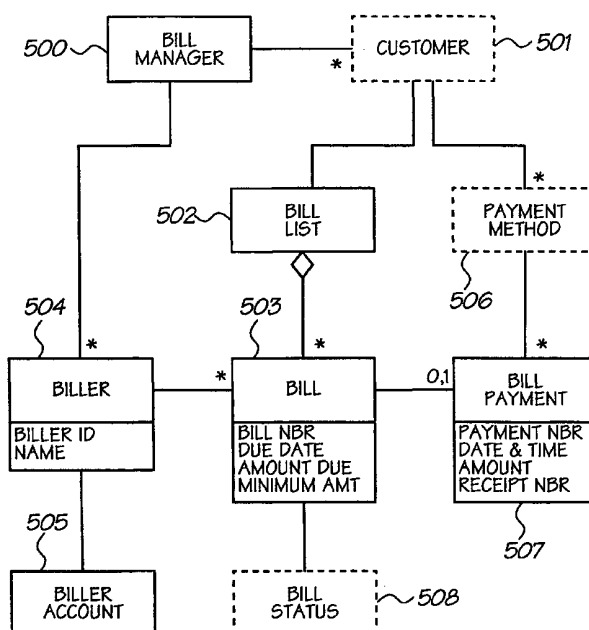 500
BILL
MANAGER
*
CUSTOMER
501
502
BILL
LIST
*
PAYMENT
METHOD
506
504
503
*
*
*
*
BILLER
BILLER ID
NAME
BILL
BILL NBR
DUE DATE
AMOUNT DUE
MINIMUM AMT
0,1
BILL
PAYMENT
PAYMENT NBR
DATE & TIME
AMOUNT
RECEIPT NBR
507
505
BILLER
ACCOUNT
BILL
STATUS
508